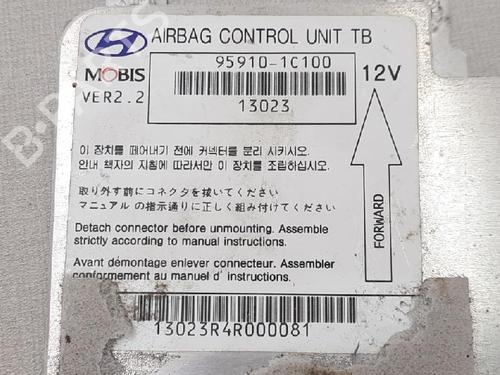 AIRBAG CONTROL UNIT TB
MOBIS
95910-1C100
12V
VER2.2
13023
이 장치를 떼어내기 전에 커넥터를 분리 시키시오.
안내 책자의 지침에 따라서만 이 장치를 조립하십시오.
取り外す前にコネクタを抜いてください
マニュアルの指示通りに正しく組み付けてください
Detach connector before unmounting. Assemble
strictly according to manual instructions.
Avant démontage enlever connecteur. Assembler
conformement au manuel d' instructions.
FORWARD
13023R4R000081